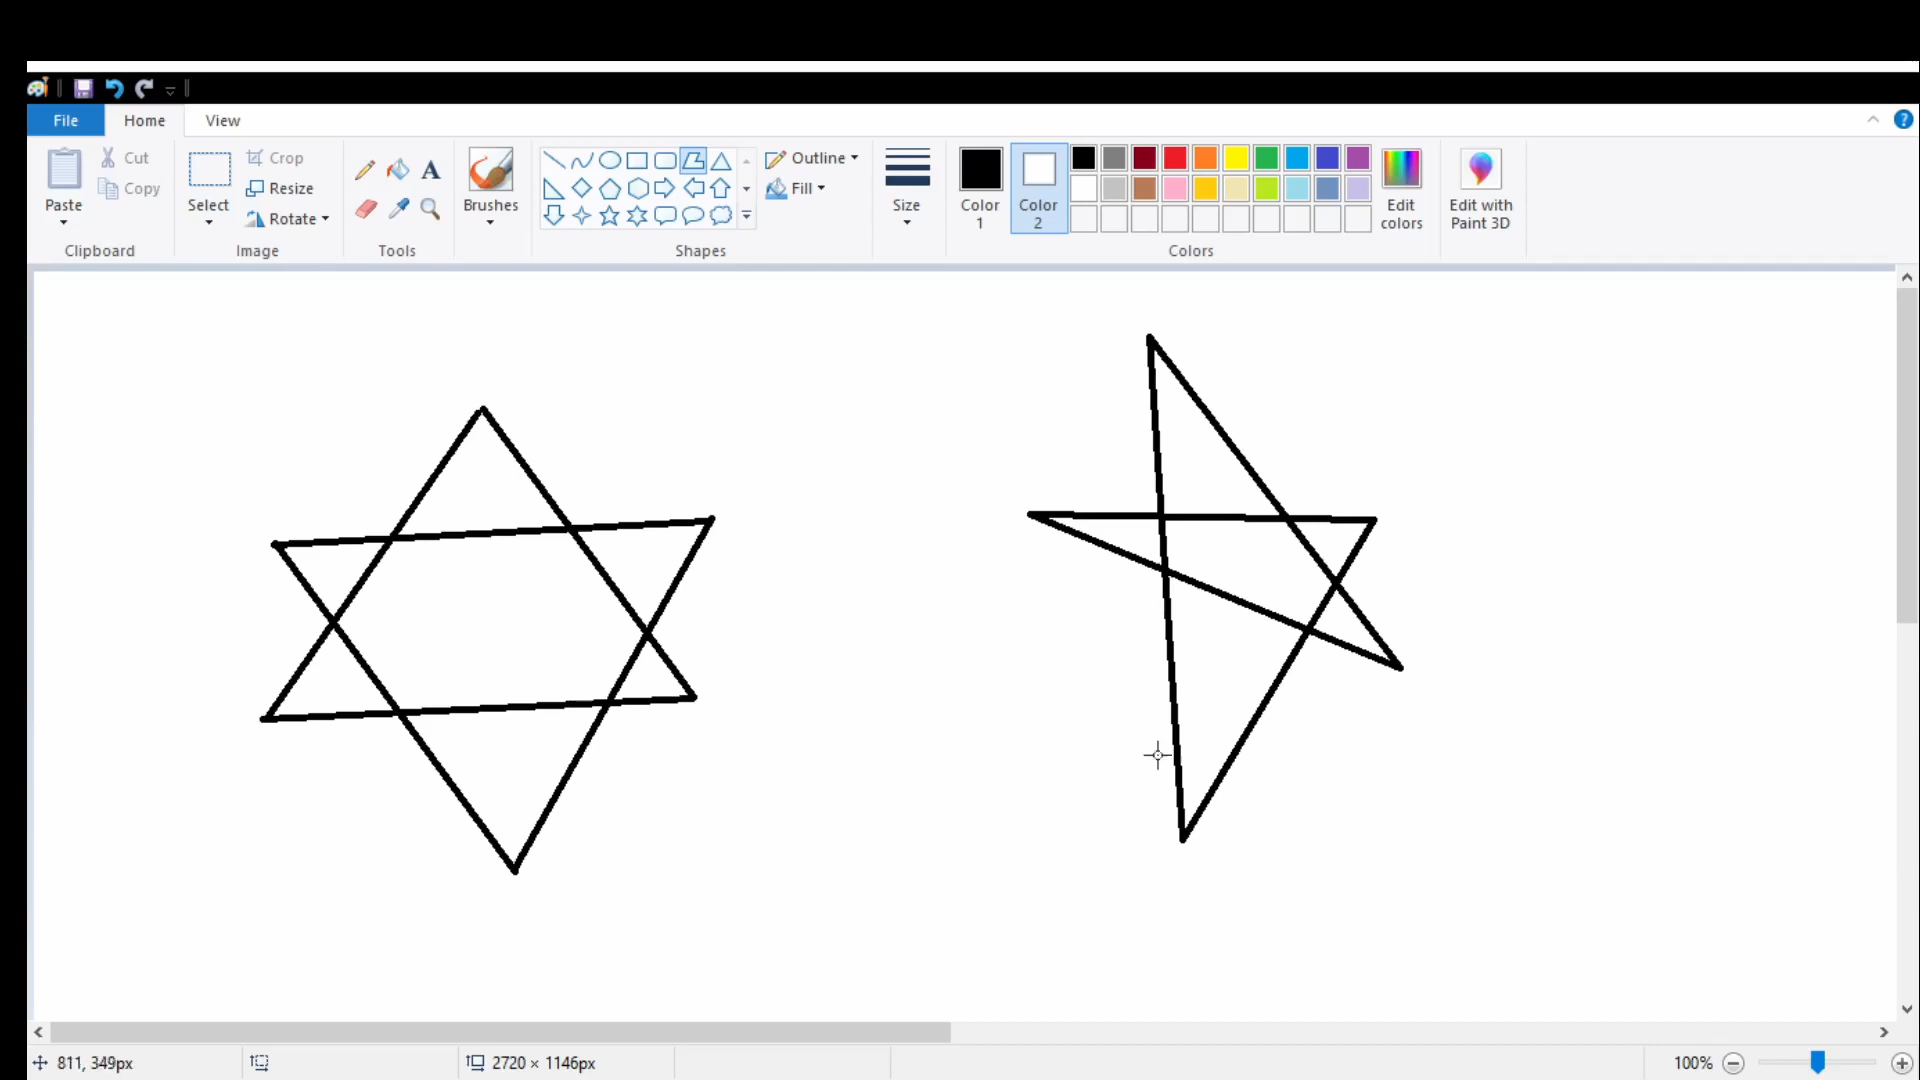 File Home View
Paste Cut Copy
Clipboard
Select Crop Resize Rotate
Image
A
Tools
Brushes
Outline Fill
Shapes
Size
Color 1
Color 2
Edit colors
Colors
Edit with Paint 3D
?
811, 349px
2720 × 1146px
100%